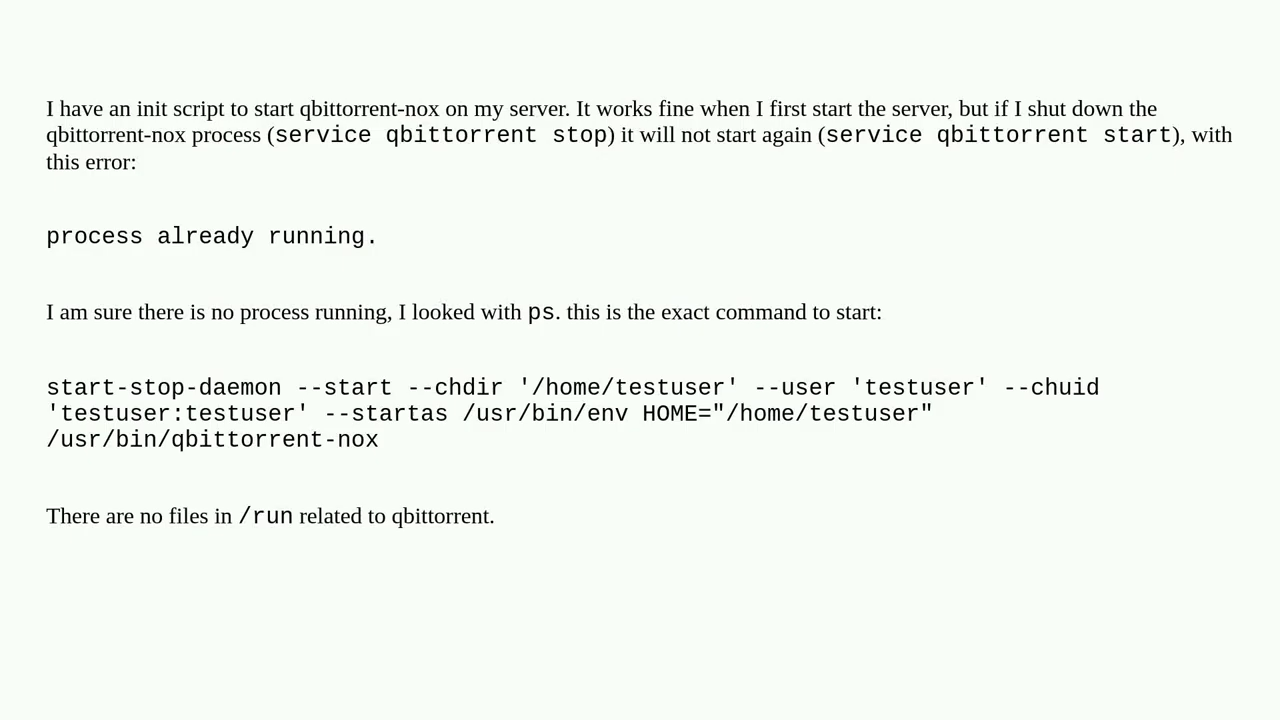 I have an init script to start qbittorrent-nox on my server. It works fine when I first start the server, but if I shut down the
qbittorrent-nox process (service qbittorrent stop) it will not start again (service qbittorrent start), with
this error:
process already running.
I am sure there is no process running, I looked with ps. this is the exact command to start:
start-stop-daemon --start --chdir '/home/testuser' --user 'testuser' --chuid
'testuser:testuser' --startas /usr/bin/env HOME="/home/testuser"
/usr/bin/qbittorrent-nox
There are no files in /run related to qbittorrent.